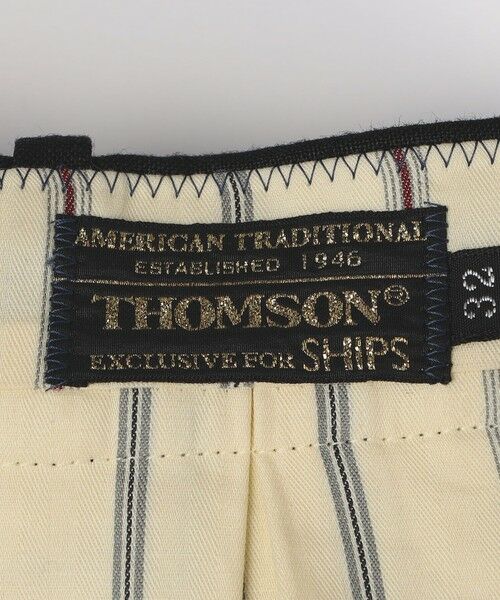 AMERICAN TRADITIONAL
ESTABLISHED 1946
THOMSON®
EXCLUSIVE FOR SHIPS
32